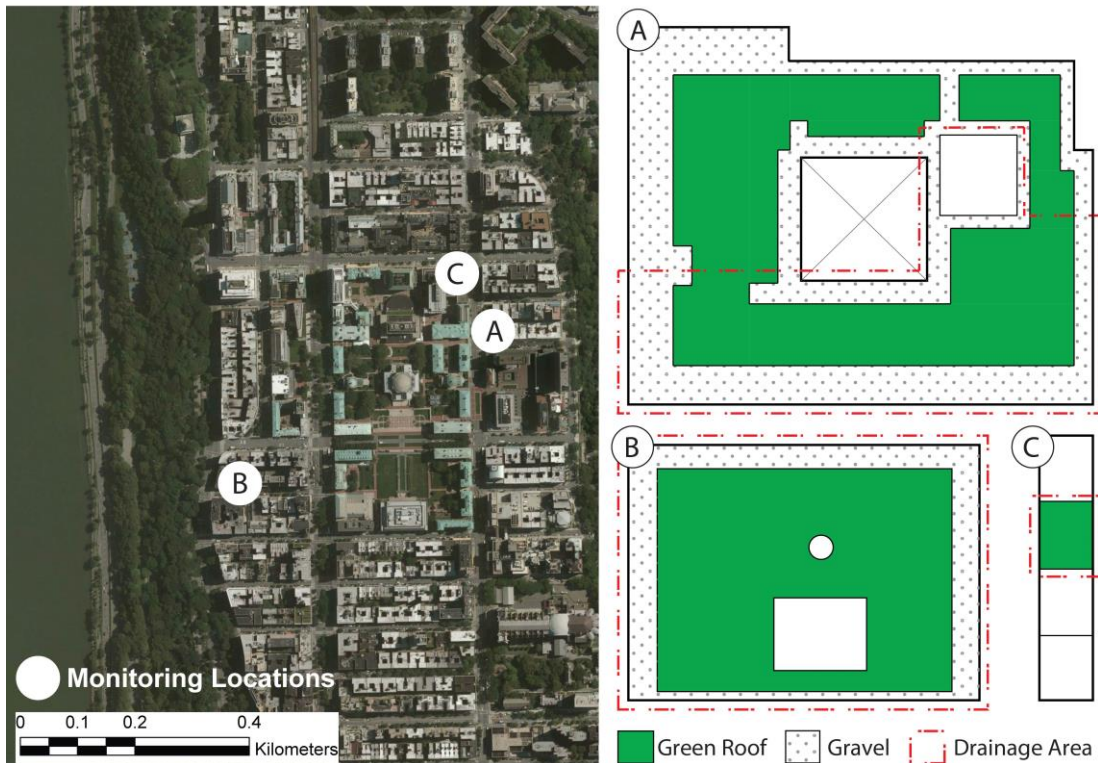 C
A
B
Monitoring Locations
0 0.1 0.2 0.4
Kilometers
A
B
C
Green Roof Gravel Drainage Area